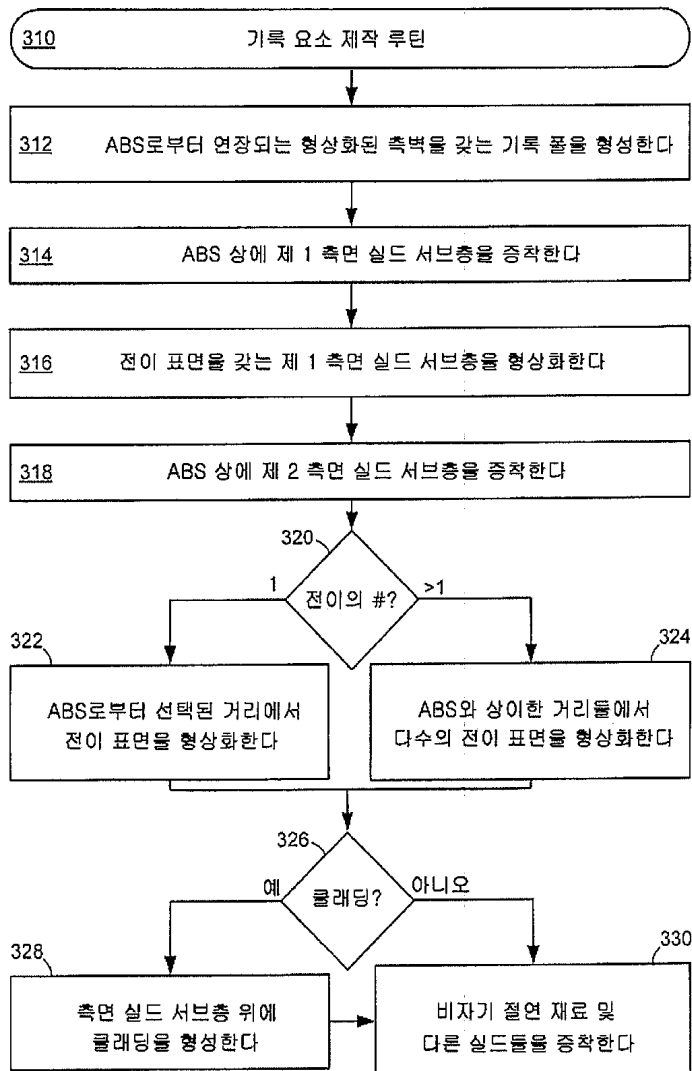 310 기록 요소 제작 루틴
312 ABS로부터 연장되는 형상화된 측벽을 갖는 기록 폴을 형성한다
314 ABS 상에 제 1 측면 실드 서브층을 증착한다
316 전이 표면을 갖는 제 1 측면 실드 서브층을 형상화한다
318 ABS 상에 제 2 측면 실드 서브층을 증착한다
320
전이의 #?
1
>1
322
ABS로부터 선택된 거리에서
전이 표면을 형상화한다
324
ABS와 상이한 거리들에서
다수의 전이 표면을 형상화한다
326
클래딩?
예
아니오
328
측면 실드 서브층 위에
클래딩을 형성한다
330
비자기 절연 재료 및
다른 실드들을 증착한다